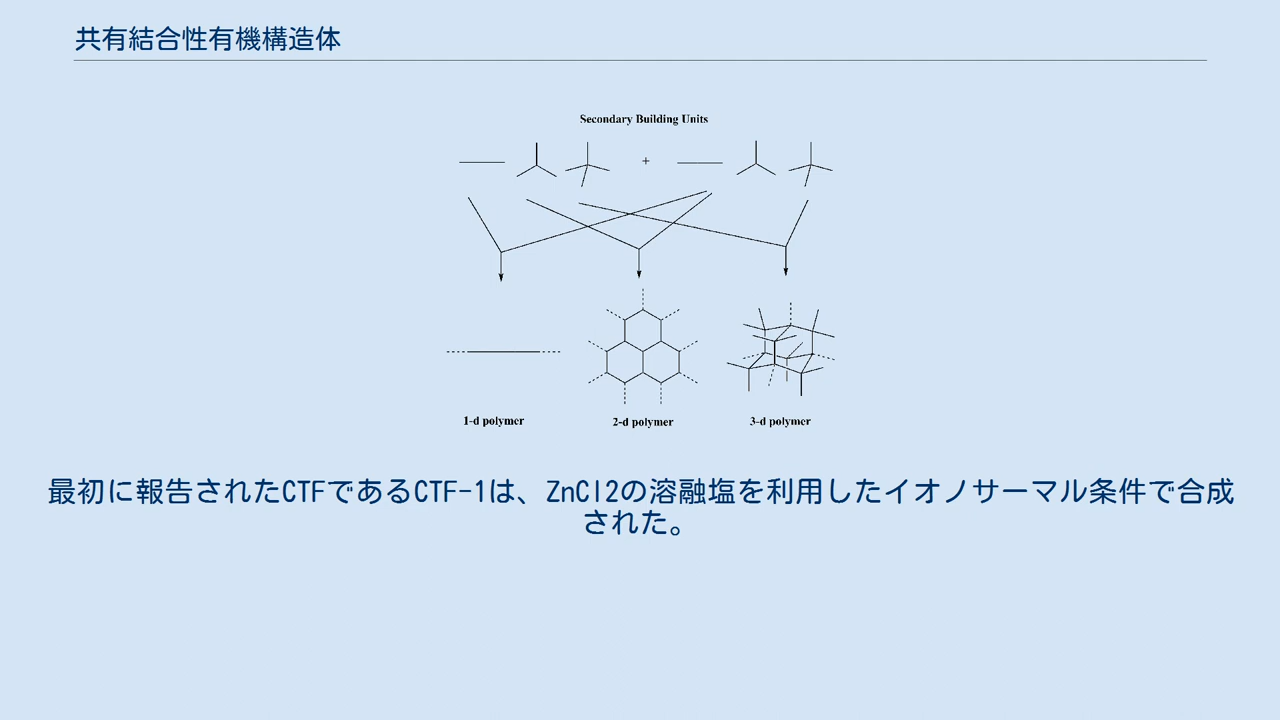 共有結合性有機構造体
Secondary Building Units
+
1-d polymer
2-d polymer
3-d polymer
最初に報告されたCTFであるCTF-1は、ZnCl2の溶融塩を利用したイオノサーマル条件で合成
された。